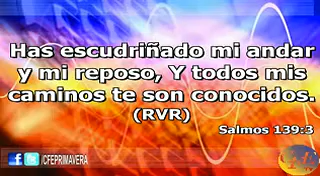 Has escudriñado mi andar
y mi reposo, Y todos mis
caminos te son conocidos.
(RVR)
Salmos 139:3
/CFEPRIMAVERA